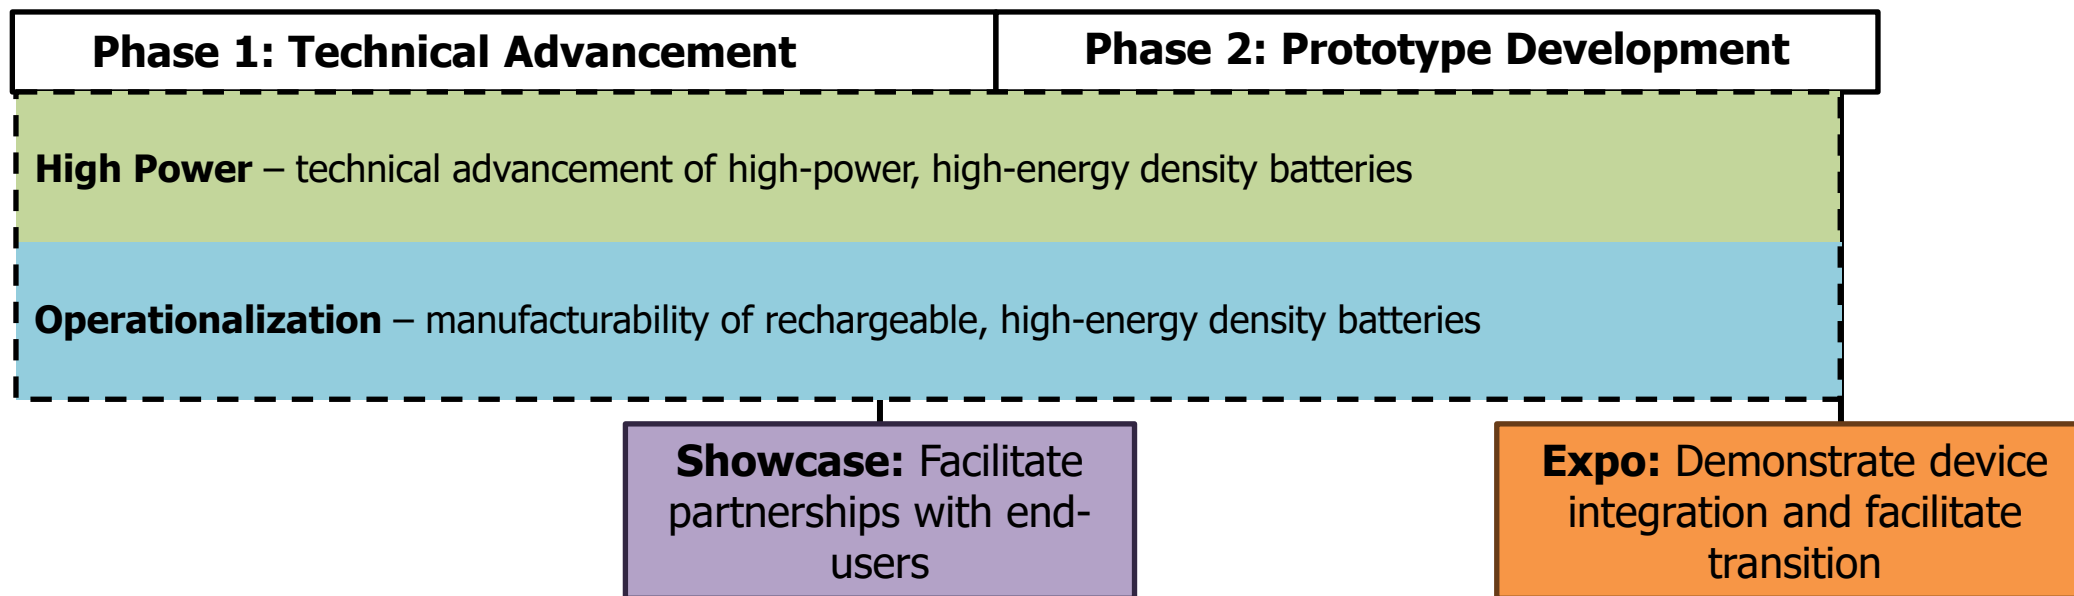 Phase 1: Technical Advancement
Phase 2: Prototype Development
High Power – technical advancement of high-power, high-energy density batteries
Operationalization – manufacturability of rechargeable, high-energy density batteries
Showcase: Facilitate
partnerships with end-
users
Expo: Demonstrate device
integration and facilitate
transition